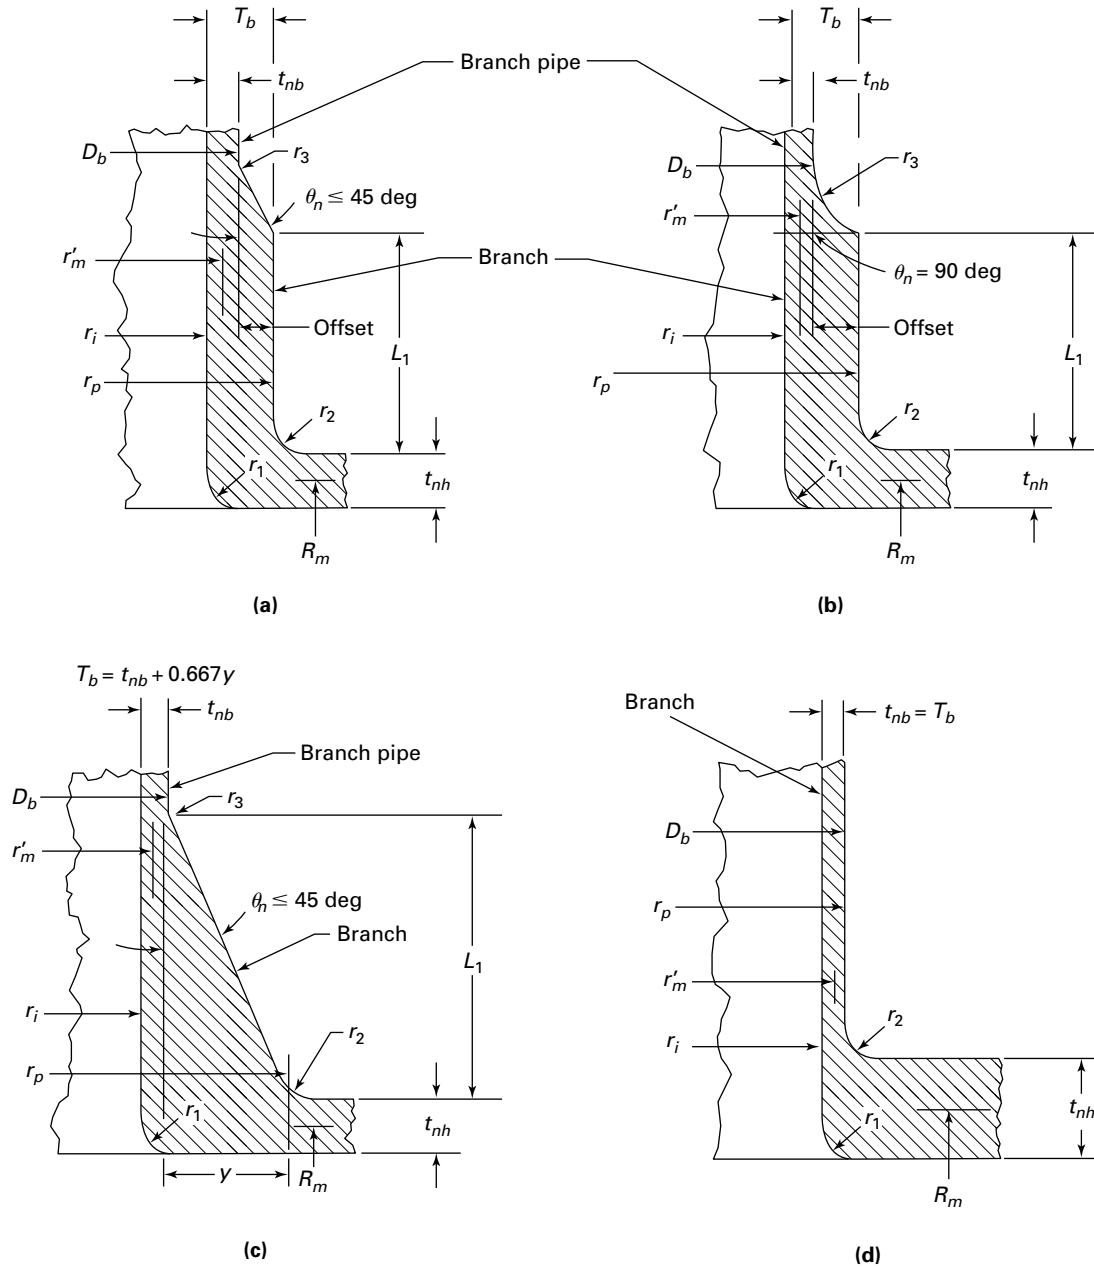 T_b
t_nb
Branch pipe
D_b
r_3
θ_n ≤ 45 deg
r'_m
Branch
r_i
Offset
L_1
r_p
r_2
r_1
t_nh
R_m
(a)
T_b
t_nb
D_b
r_3
r'_m
θ_n = 90 deg
r_i
Offset
L_1
r_p
r_2
r_1
t_nh
R_m
(b)
T_b = t_nb + 0.667y
t_nb
Branch pipe
D_b
r_3
r'_m
θ_n ≤ 45 deg
Branch
L_1
r_i
r_2
r_p
r_1
t_nh
y
R_m
(c)
Branch
t_nb = T_b
D_b
r_p
r'_m
r_2
r_i
t_nh
r_1
R_m
(d)